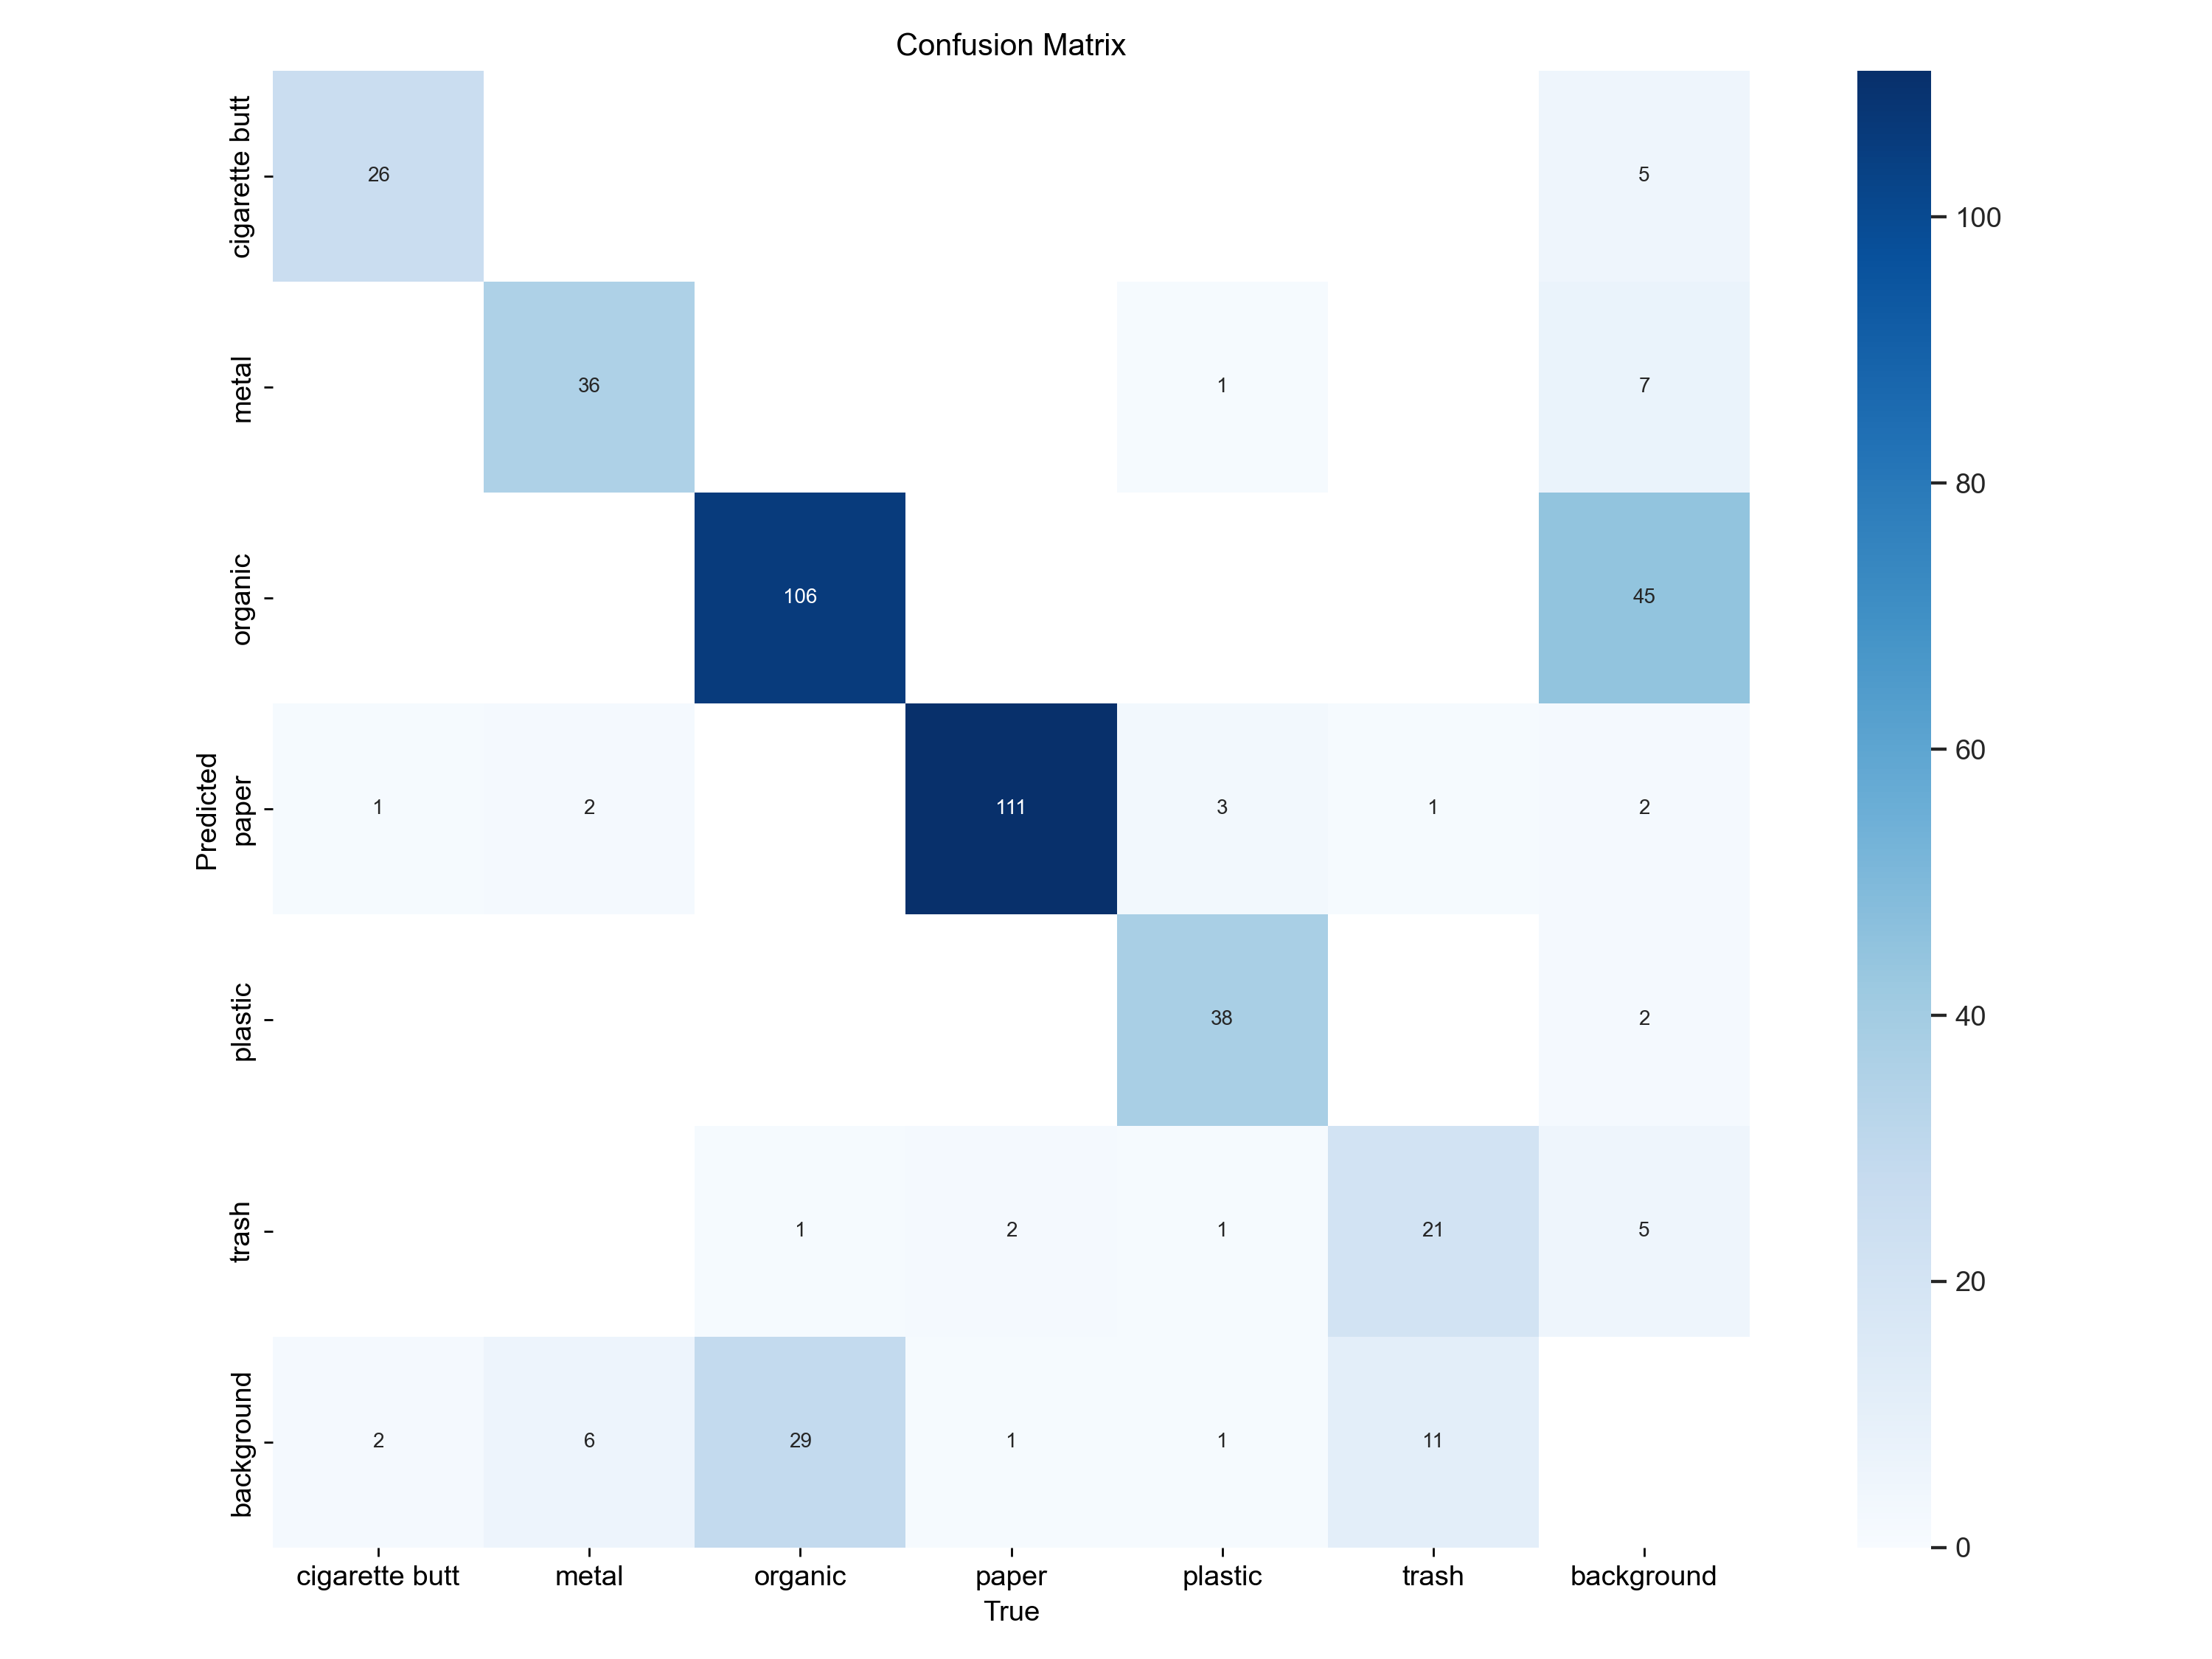 Confusion Matrix
cigarette butt
26
5
100
metal
36
1
7
80
organic
106
45
60
Predicted
paper
1
2
111
3
1
2
plastic
38
2
40
trash
1
2
1
21
5
20
background
2
6
29
1
1
11
0
cigarette butt
metal
organic
paper
plastic
trash
background
True